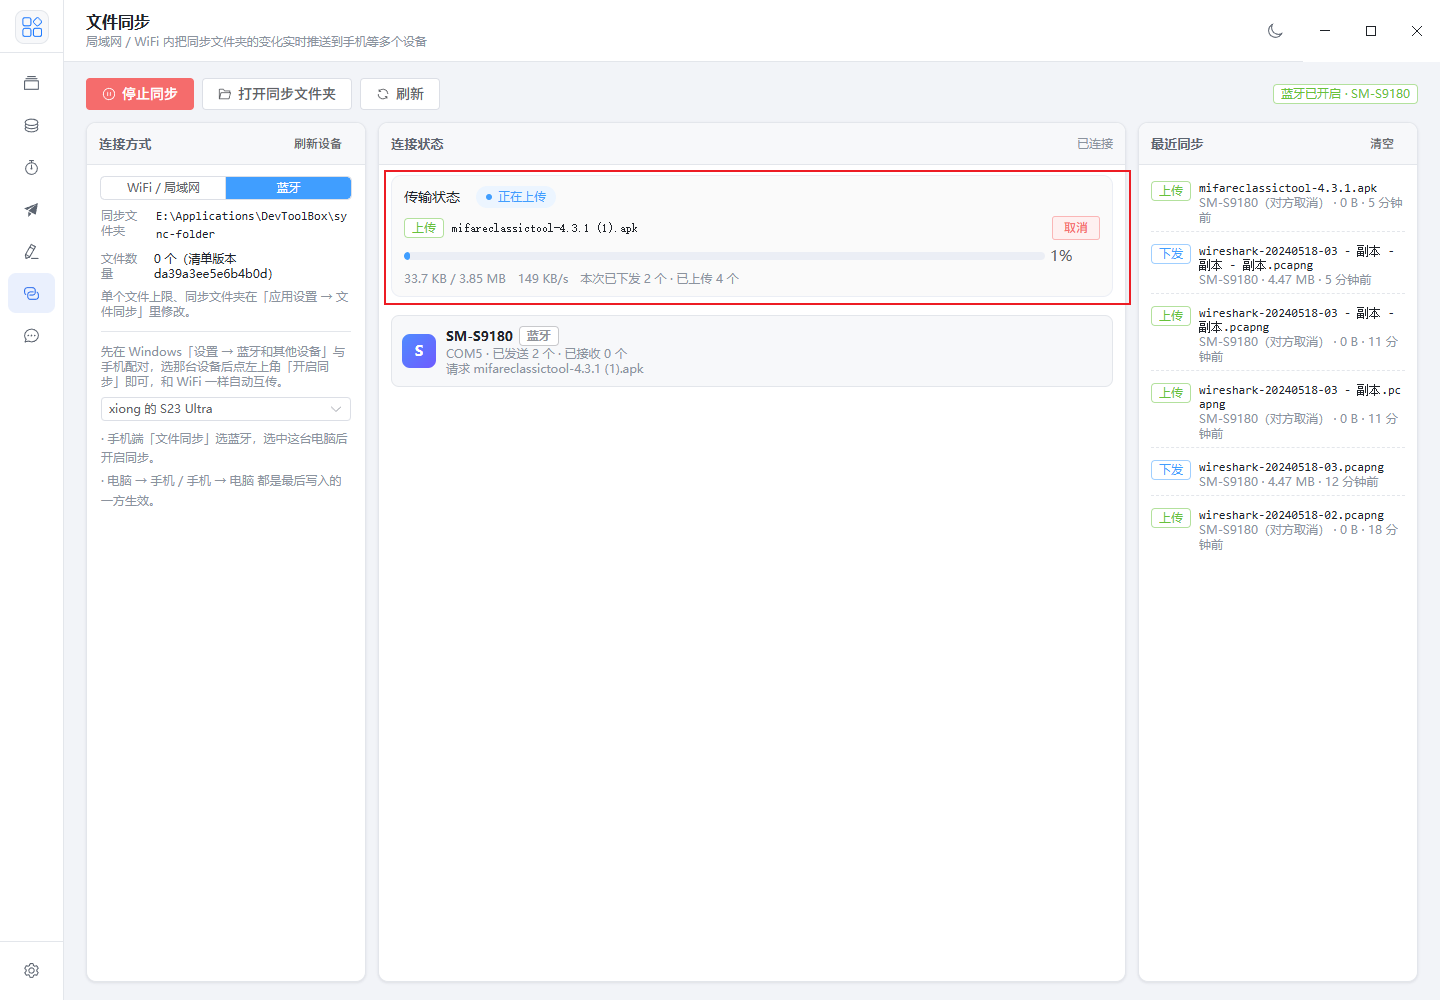 文件同步
局域网 / WiFi 内把同步文件夹的变化实时推送到手机等多个设备
停止同步
打开同步文件夹
刷新
蓝牙已开启 · SM-S9180
连接方式
刷新设备
WiFi / 局域网
蓝牙
同步文件夹
E:\Applications\DevToolBox\sy
nc-folder
文件数量
0 个（清单版本
da39a3ee5e6b4b0d）
单个文件上限、同步文件夹在「应用设置 → 文
件同步」里修改。
先在 Windows「设置 → 蓝牙和其他设备」与
手机配对，选那台设备后点左上角「开启同
步」即可，和 WiFi 一样自动互传。
xiong 的 S23 Ultra
· 手机端「文件同步」选蓝牙，选中这台电脑后
开启同步。
· 电脑 → 手机 / 手机 → 电脑 都是最后写入的
一方生效。
连接状态
已连接
传输状态
正在上传
上传
mifareclassictool-4.3.1 (1).apk
取消
1%
33.7 KB / 3.85 MB
149 KB/s
本次已下发 2 个 · 已上传 4 个
S
SM-S9180
蓝牙
COM5 · 已发送 2 个 · 已接收 0 个
请求 mifareclassictool-4.3.1 (1).apk
最近同步
清空
上传
mifareclassictool-4.3.1.apk
SM-S9180（对方取消） · 0 B · 5 分钟
前
下发
wireshark-20240518-03 - 副本 -
副本 - 副本.pcapng
SM-S9180 · 4.47 MB · 5 分钟前
上传
wireshark-20240518-03 - 副本 -
副本.pcapng
SM-S9180（对方取消） · 0 B · 11 分
钟前
上传
wireshark-20240518-03 - 副本.pc
apng
SM-S9180（对方取消） · 0 B · 11 分
钟前
下发
wireshark-20240518-03.pcapng
SM-S9180 · 4.47 MB · 12 分钟前
上传
wireshark-20240518-02.pcapng
SM-S9180（对方取消） · 0 B · 18 分
钟前